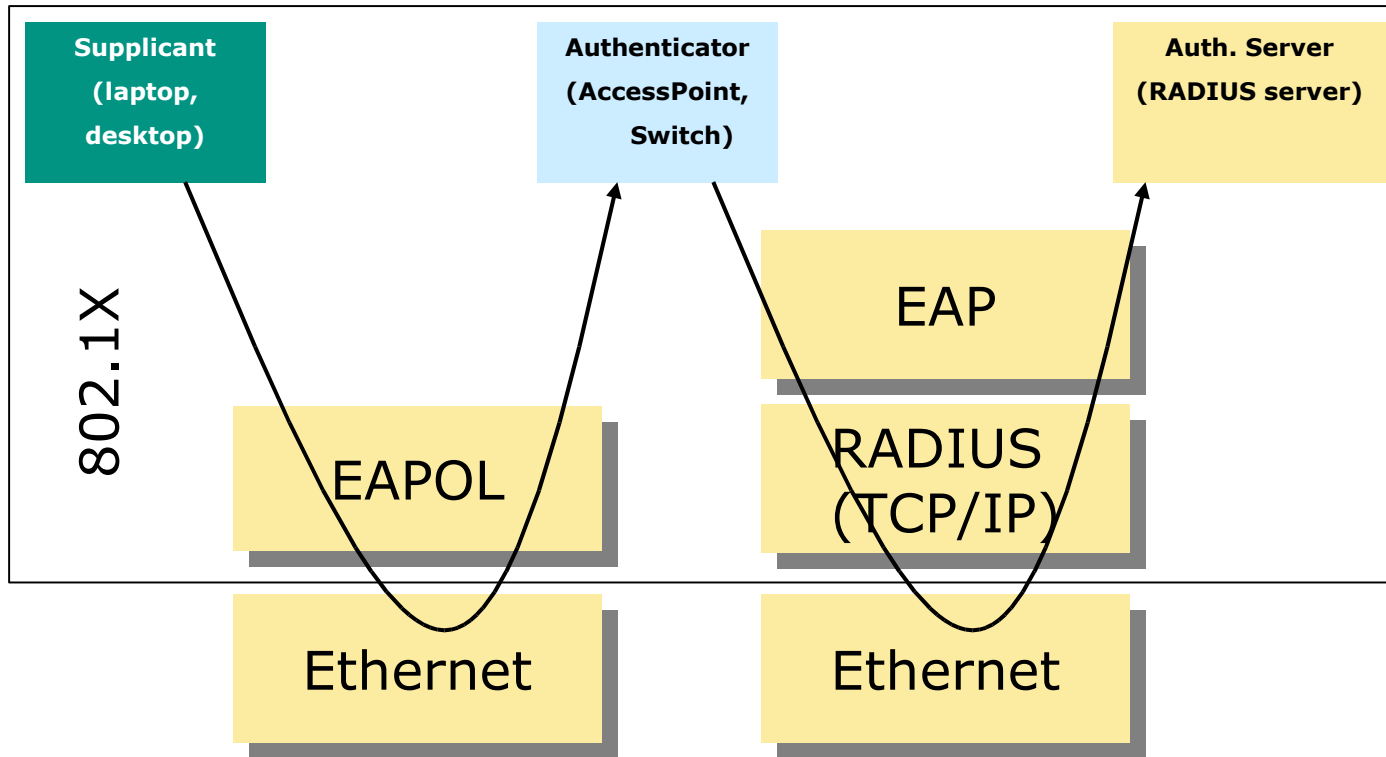 Supplicant
(laptop,
desktop)
Authenticator
(AccessPoint,
Switch)
Auth. Server
(RADIUS server)
802.1X
EAP
EAPOL
RADIUS
(TCP/IP)
Ethernet
Ethernet